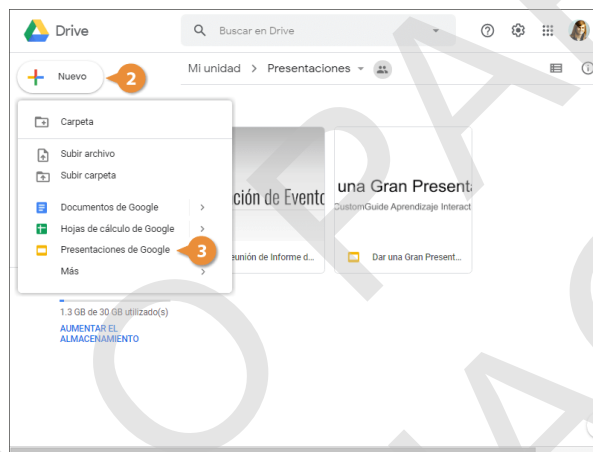 Drive
Buscar en Drive
Nuevo
2
Mi unidad > Presentaciones
Carpeta
Subir archivo
Subir carpeta
Documentos de Google
Hojas de cálculo de Google
Presentaciones de Google
3
Más
ción de Evento
eunión de Informe d...
una Gran Present
CustomGuide Aprendizaje Interact
Dar una Gran Present...
1.3 GB de 30 GB utilizado(s)
AUMENTAR EL
ALMACENAMIENTO